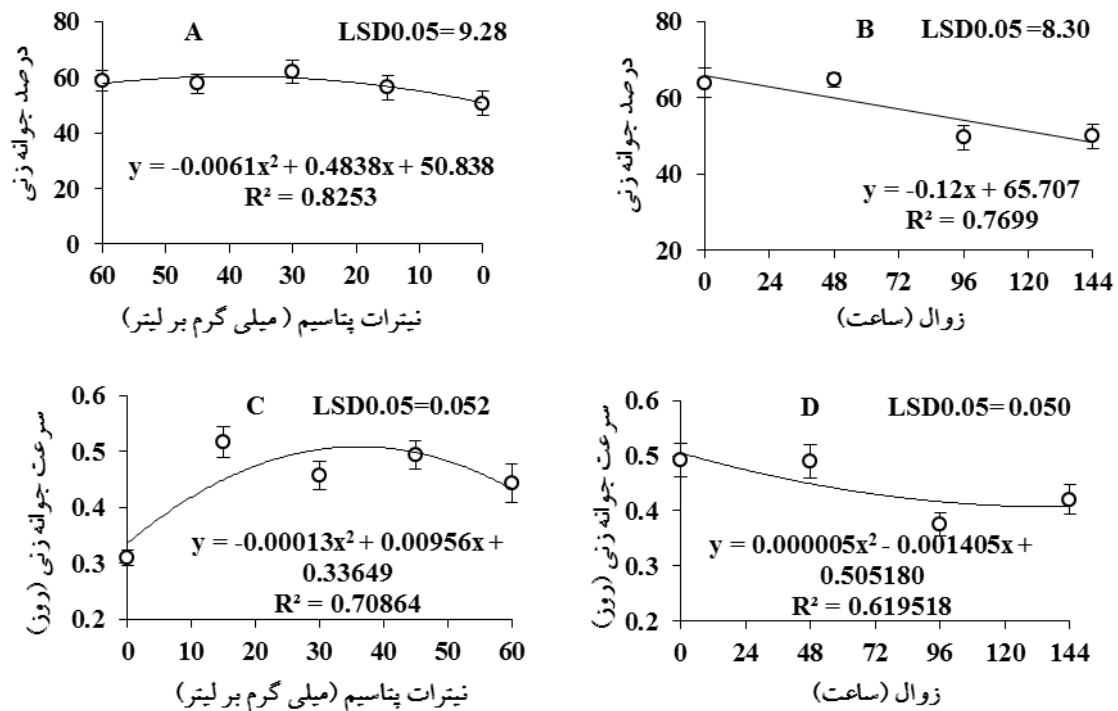 A LSD0.05= 9.28
درصد جوانه زنی
80
60
40
20
0
y = -0.0061x² + 0.4838x + 50.838
R² = 0.8253
60 50 40 30 20 10 0
نیترات پتاسیم ( میلی گرم بر لیتر)
B LSD0.05 =8.30
درصد جوانه زنی
80
60
40
20
y = -0.12x + 65.707
R² = 0.7699
0 24 48 72 96 120 144
زوال (ساعت)
C LSD0.05=0.052
سرعت جوانه زنی (روز)
0.6
0.5
0.4
0.3
0.2
y = -0.00013x² + 0.00956x +
0.33649
R² = 0.70864
0 10 20 30 40 50 60
نیترات پتاسیم (میلی گرم بر لیتر)
D LSD0.05= 0.050
سرعت جوانه زنی (روز)
0.6
0.5
0.4
0.3
0.2
y = 0.000005x² - 0.001405x +
0.505180
R² = 0.619518
0 24 48 72 96 120 144
زوال (ساعت)